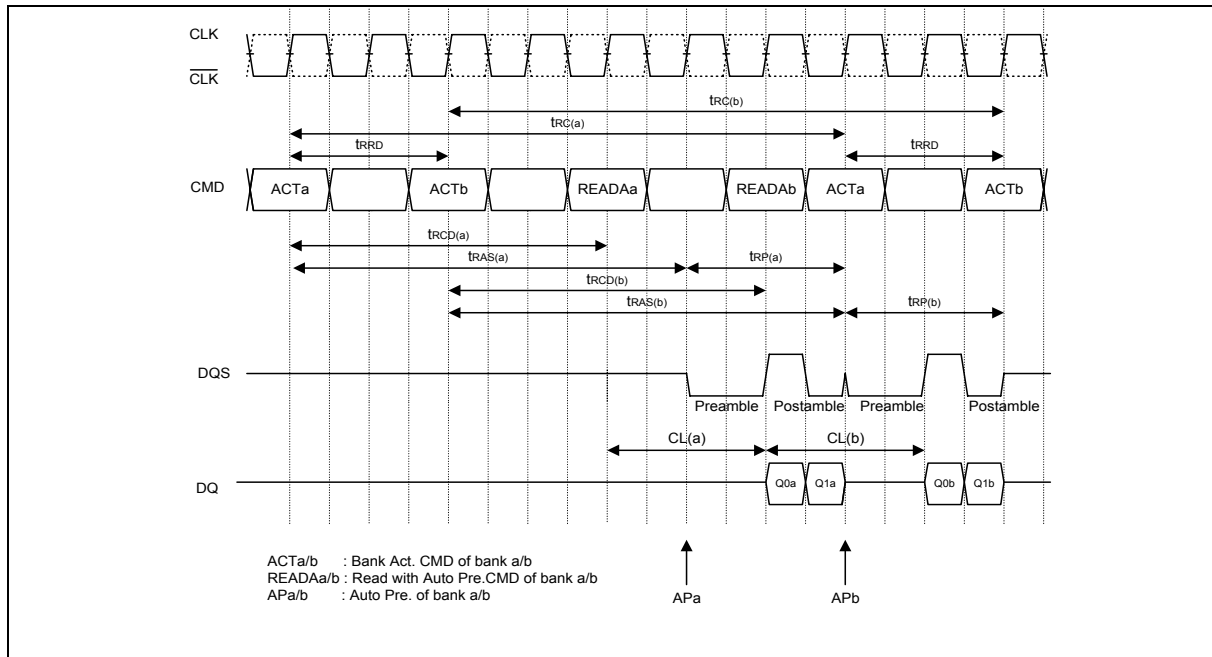 CLK
CLK
tRC(b)
tRC(a)
tRRD tRRD
CMD ACTa ACTb READAa READAb ACTa ACTb
tRCD(a)
tRAS(a) tRP(a)
tRCD(b)
tRAS(b) tRP(b)
DQS
Preamble Postamble Preamble Postamble
CL(a) CL(b)
DQ Q0a Q1a Q0b Q1b
ACTa/b : Bank Act. CMD of bank a/b
READAa/b : Read with Auto Pre.CMD of bank a/b
APa/b : Auto Pre. of bank a/b
APa APb